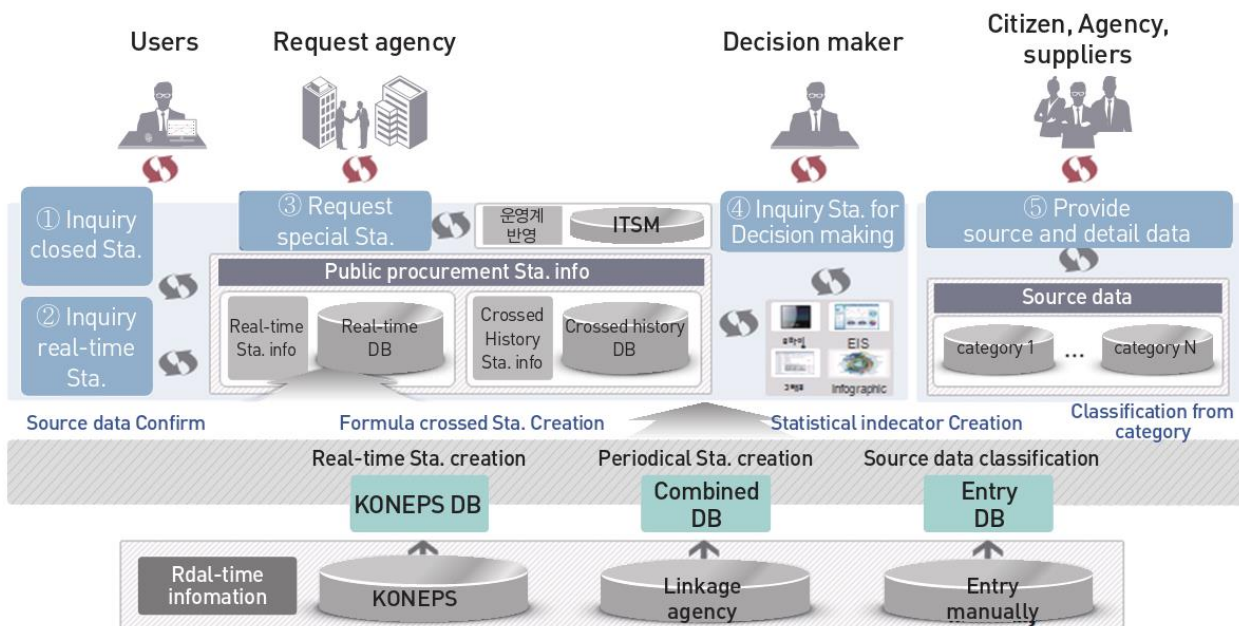 Users
Request agency
Decision maker
Citizen, Agency,
suppliers
① Inquiry
closed Sta.
② Inquiry
real-time
Sta.
③ Request
special Sta.
운영계
반영
ITSM
④ Inquiry Sta. for
Decision making
⑤ Provide
source and detail data
Public procurement Sta. info
Real-time
Sta. info
Real-time
DB
Crossed
History
Sta. info
Crossed history
DB
EIS
Infographic
Source data
category 1
...
category N
Source data Confirm
Formula crossed Sta. Creation
Statistical indecator Creation
Classification from
category
Real-time Sta. creation
Periodical Sta. creation
Source data classification
KONEPS DB
Combined
DB
Entry
DB
Rdal-time
infomation
KONEPS
Linkage
agency
Entry
manually